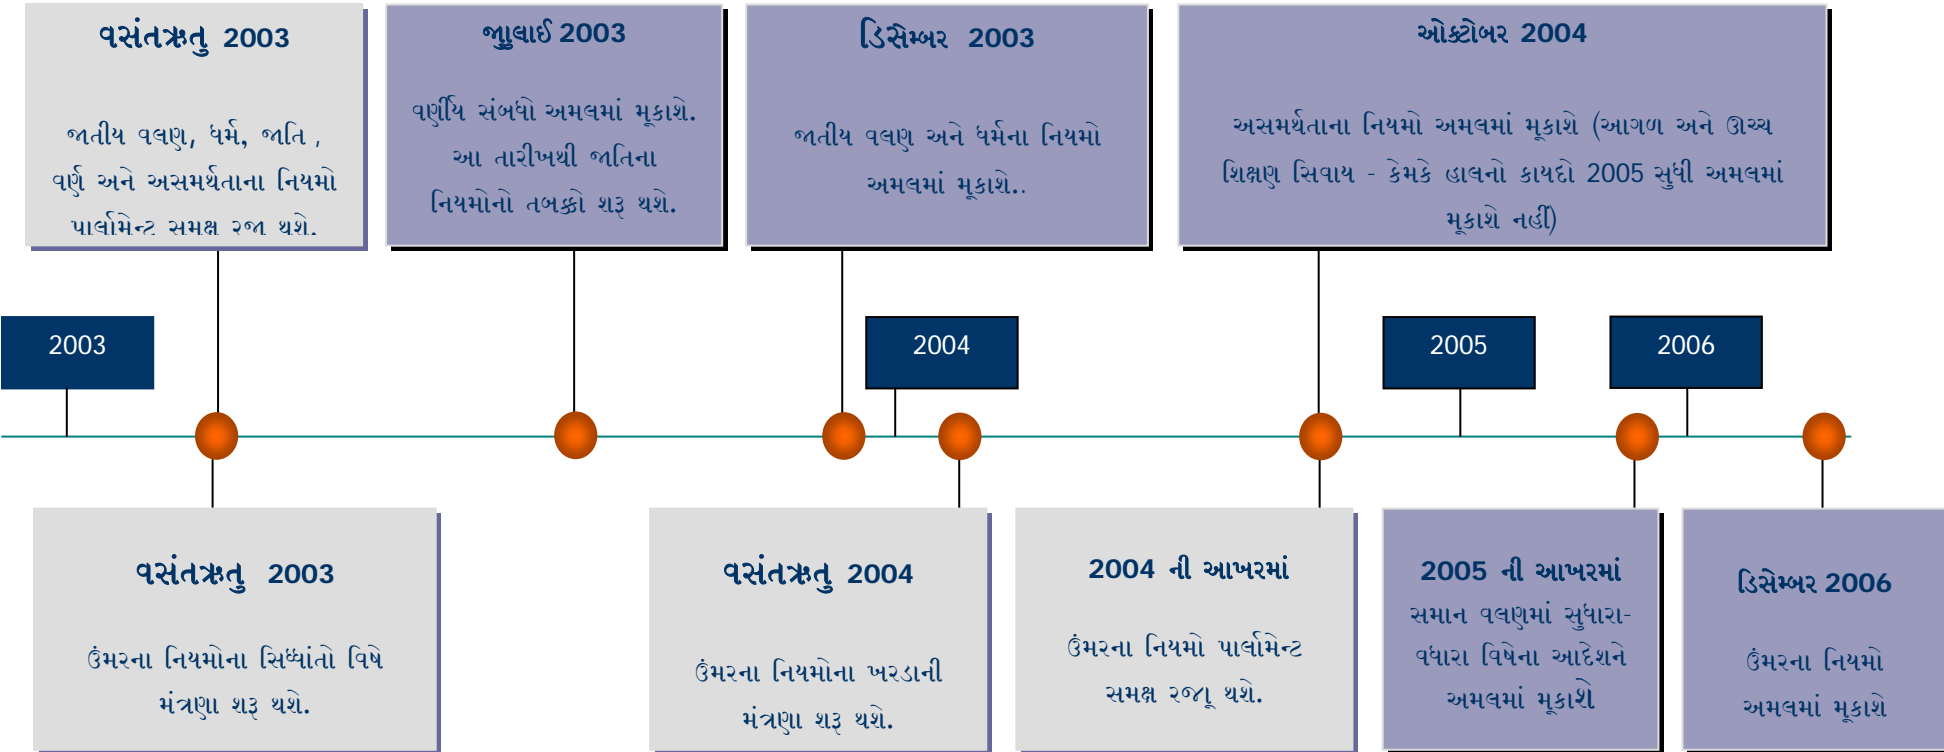 વસંતઋતુ 2003
જાતીય વલણ, ધર્મ, જાતિ ,
વર્ણ અને અસમર્થતાના નિયમો
પાર્લામેન્ટ સમક્ષ રજા થશે.
જાુલાઈ 2003
વર્ણીય સંબધો અમલમાં મૂકાશે.
આ તારીખથી જાતિના
નિયમોનો તબક્કો શરૂ થશે.
ડિસેમ્બર 2003
જાતીય વલણ અને ધર્મના નિયમો
અમલમાં મૂકાશે..
ઓક્ટોબર 2004
અસમર્થતાના નિયમો અમલમાં મૂકાશે (આગળ અને ઊચ્ચ
શિક્ષણ સિવાય - કેમકે હાલનો કાયદો 2005 સુધી અમલમાં
મૂકાશે નહીં)
2003
2004
2005
2006
વસંતઋતુ 2003
ઉંમરના નિયમોના સિધ્ધાંતો વિષે
મંત્રણા શરૂ થશે.
વસંતઋતુ 2004
ઉંમરના નિયમોના ખરડાની
મંત્રણા શરૂ થશે.
2004 ની આખરમાં
ઉંમરના નિયમો પાર્લામેન્ટ
સમક્ષ રજાૂ થશે.
2005 ની આખરમાં
સમાન વલણમાં સુધારા-
વધારા વિષેના આદેશને
અમલમાં મૂકાશે
ડિસેમ્બર 2006
ઉંમરના નિયમો
અમલમાં મૂકાશે